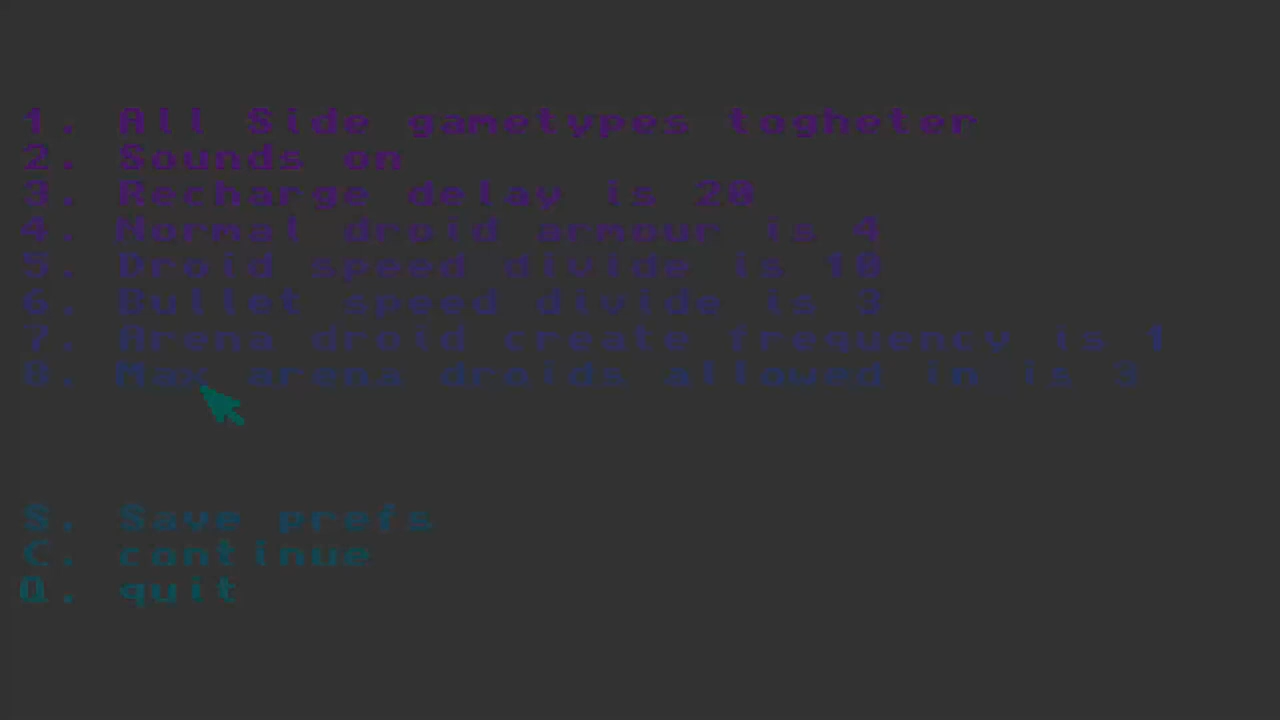 1. All Side gametypes togheter
2. Sounds on
3. Recharge delay is 20
4. Normal droid armour is 4
5. Droid speed divide is 10
6. Bullet speed divide is 3
7. Arena droid create frequency is 1
8. Max arena droids allowed in is 3
S. Save prefs
C. continue
Q. quit